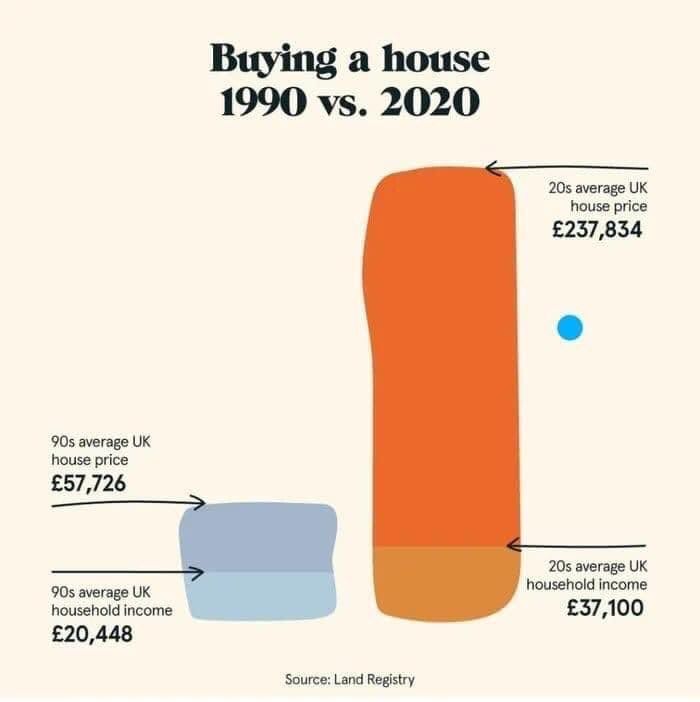 Buying a house
1990 vs. 2020
20s average UK
house price
£237,834
90s average UK
house price
£57,726
90s average UK
household income
£20,448
20s average UK
household income
£37,100
Source: Land Registry